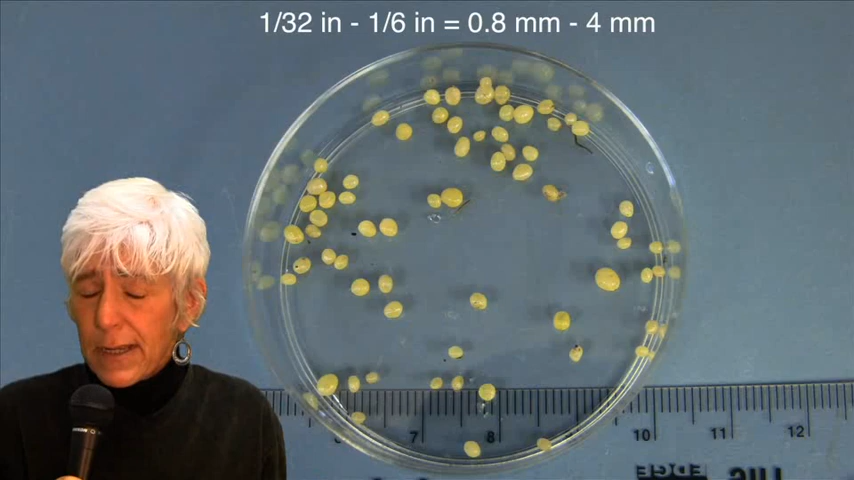 1/32 in - 1/6 in = 0.8 mm - 4 mm
7 8 10 11 12